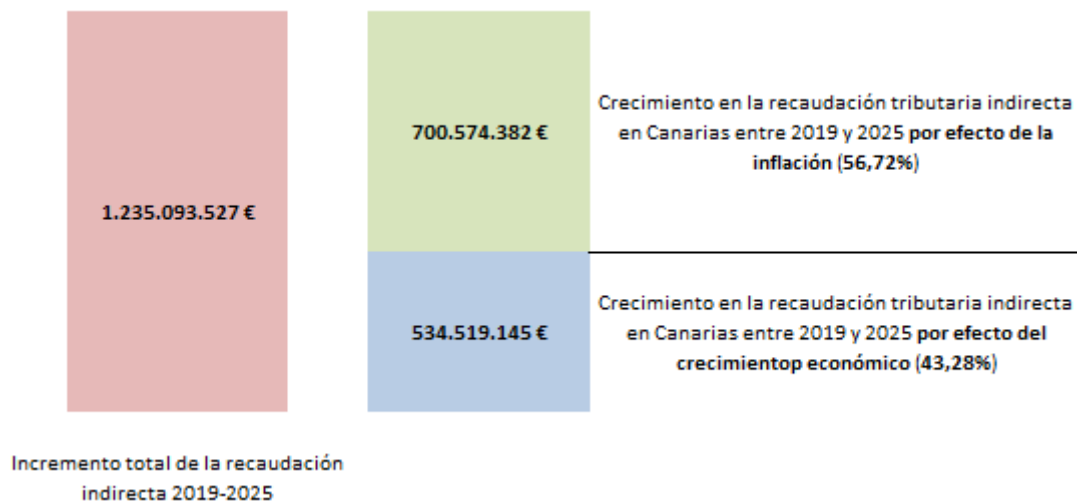 700.574.382 €
Crecimiento en la recaudación tributaria indirecta
en Canarias entre 2019 y 2025 por efecto de la
inflación (56,72%)
1.235.093.527 €
534.519.145 €
Crecimiento en la recaudación tributaria indirecta
en Canarias entre 2019 y 2025 por efecto del
crecimientop económico (43,28%)
Incremento total de la recaudación
indirecta 2019-2025